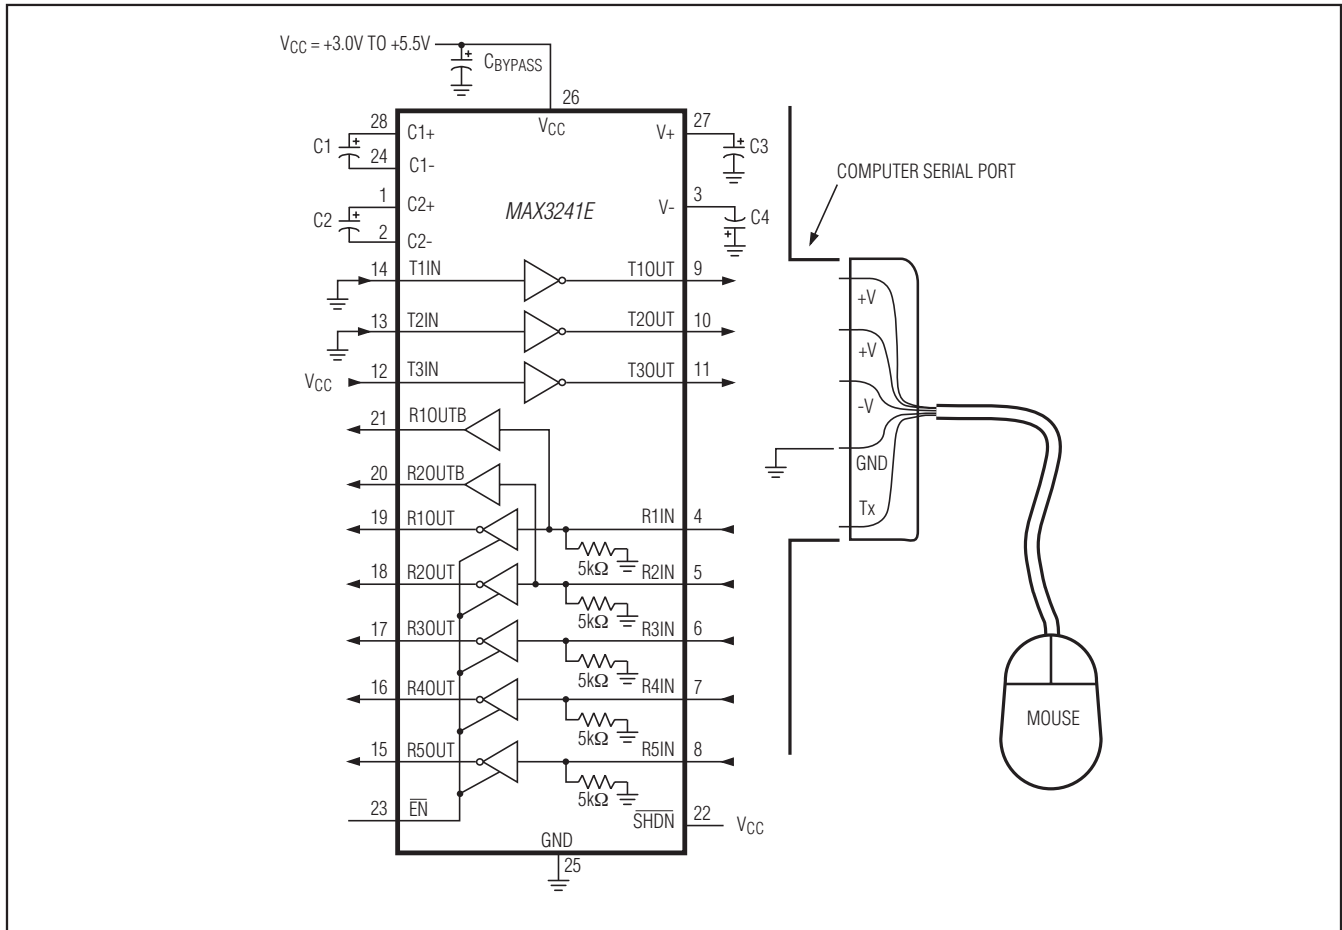 VCC = +3.0V TO +5.5V
CBYPASS
26
VCC
28
C1+
C1
24
C1-
1
C2+
C2
2
C2-
27
V+
C3
3
V-
C4
MAX3241E
COMPUTER SERIAL PORT
14 T1IN T1OUT 9
13 T2IN T2OUT 10
VCC 12 T3IN T3OUT 11
21 R1OUTB
20 R2OUTB
19 R1OUT R1IN 4
5kΩ
18 R2OUT R2IN 5
5kΩ
17 R3OUT R3IN 6
5kΩ
16 R4OUT R4IN 7
5kΩ
15 R5OUT R5IN 8
5kΩ
23 EN
SHDN 22 VCC
GND
25
+V
+V
-V
GND
Tx
MOUSE